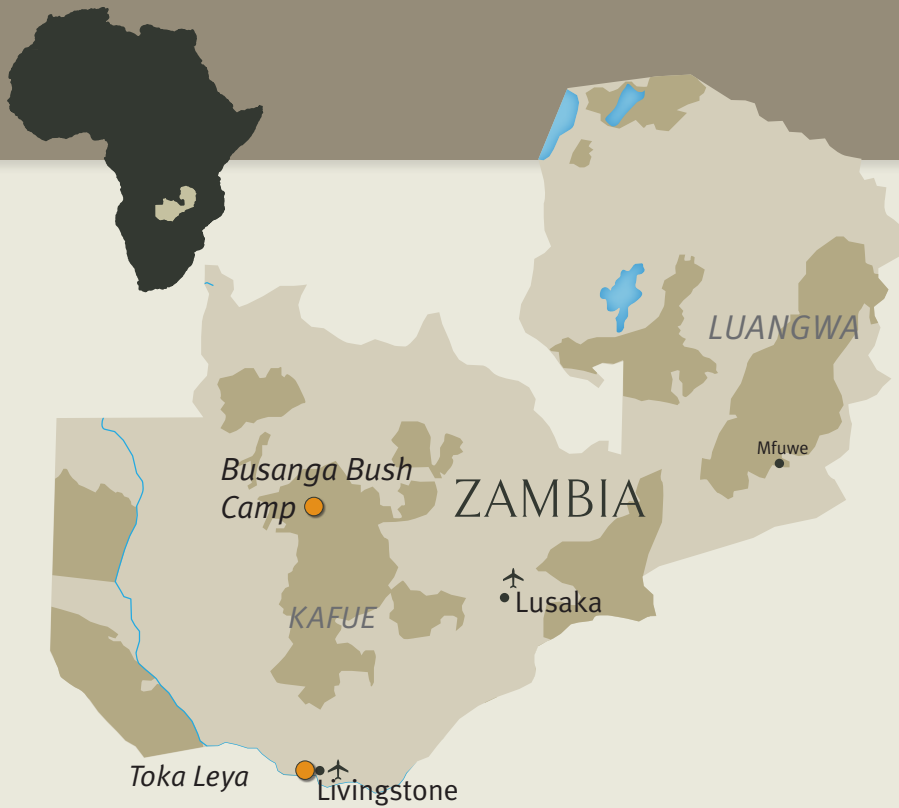 LUANGWA
Mfuwe
Busanga Bush
Camp
ZAMBIA
Lusaka
KAFUE
Toka Leya
Livingstone